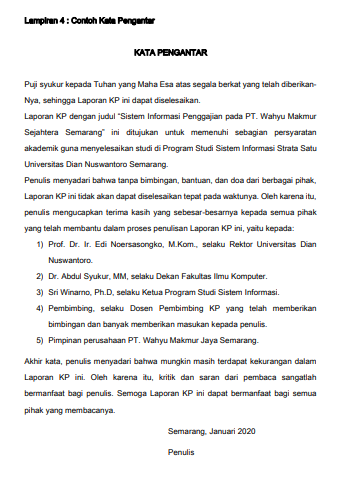 Lampiran 4 : Contoh Kata Pengantar
KATA PENGANTAR
Puji syukur kepada Tuhan yang Maha Esa atas segala berkat yang telah diberikan-
Nya, sehingga Laporan KP ini dapat diselesaikan.
Laporan KP dengan judul "Sistem Informasi Penggajian pada PT. Wahyu Makmur
Sejahtera Semarang" ini ditujukan untuk memenuhi sebagian persyaratan
akademik guna menyelesaikan studi di Program Studi Sistem Informasi Strata Satu
Universitas Dian Nuswantoro Semarang.
Penulis menyadari bahwa tanpa bimbingan, bantuan, dan doa dari berbagai pihak,
Laporan KP ini tidak akan dapat diselesaikan tepat pada waktunya. Oleh karena itu,
penulis mengucapkan terima kasih yang sebesar-besarnya kepada semua pihak
yang telah membantu dalam proses penulisan Laporan KP ini, yaitu kepada:
1) Prof. Dr. Ir. Edi Noersasongko, M.Kom., selaku Rektor Universitas Dian
Nuswantoro.
2) Dr. Abdul Syukur, MM, selaku Dekan Fakultas Ilmu Komputer.
3) Sri Winarno, Ph.D, selaku Ketua Program Studi Sistem Informasi.
4) Pembimbing, selaku Dosen Pembimbing KP yang telah memberikan
bimbingan dan banyak memberikan masukan kepada penulis.
5) Pimpinan perusahaan PT. Wahyu Makmur Jaya Semarang.
Akhir kata, penulis menyadari bahwa mungkin masih terdapat kekurangan dalam
Laporan KP ini. Oleh karena itu, kritik dan saran dari pembaca sangatlah
bermanfaat bagi penulis. Semoga Laporan KP ini dapat bermanfaat bagi semua
pihak yang membacanya.
Semarang, Januari 2020
Penulis